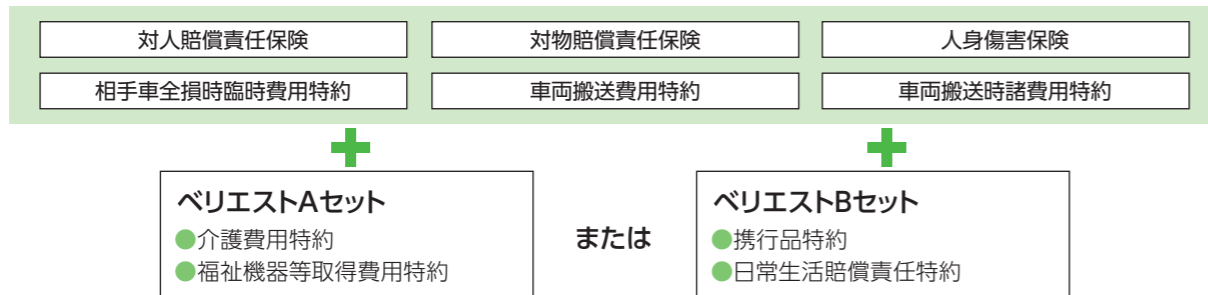 対人賠償責任保険
対物賠償責任保険
人身傷害保険
相手車全損時臨時費用特約
車両搬送費用特約
車両搬送時諸費用特約
ベリエストAセット
●介護費用特約
●福祉機器等取得費用特約
または
ベリエストBセット
●携行品特約
●日常生活賠償責任特約